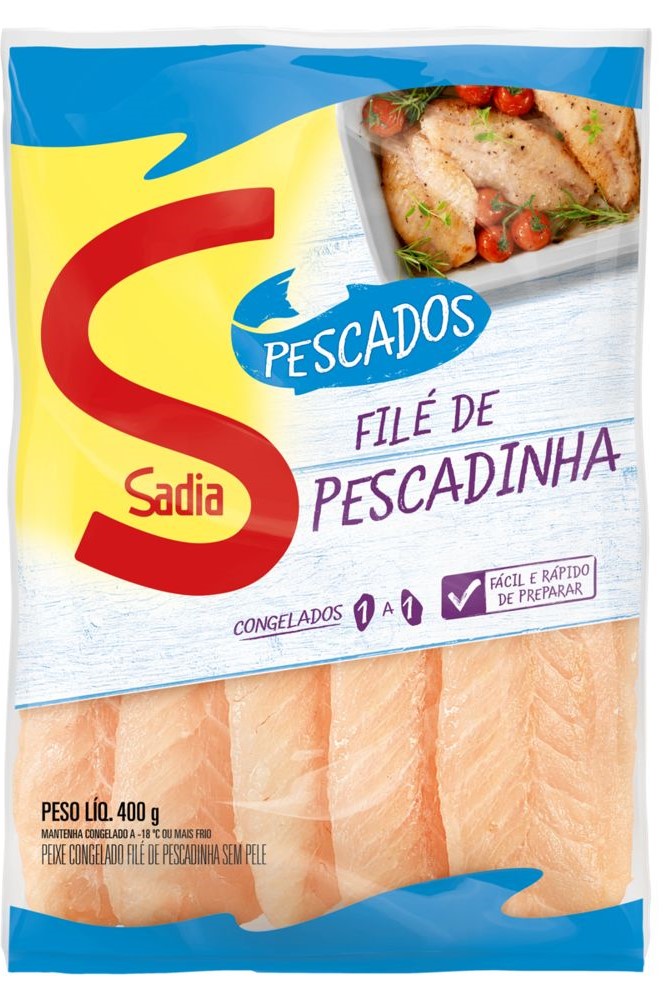 PESCADOS
FILÉ DE
PESCADINHA
Sadia
CONGELADOS 1 A 1
FÁCIL E RÁPIDO
DE PREPARAR
PESO LÍQ. 400 g
MANTENHA CONGELADO A -18 °C OU MAIS FRIO
PEIXE CONGELADO FILÉ DE PESCADINHA SEM PELE